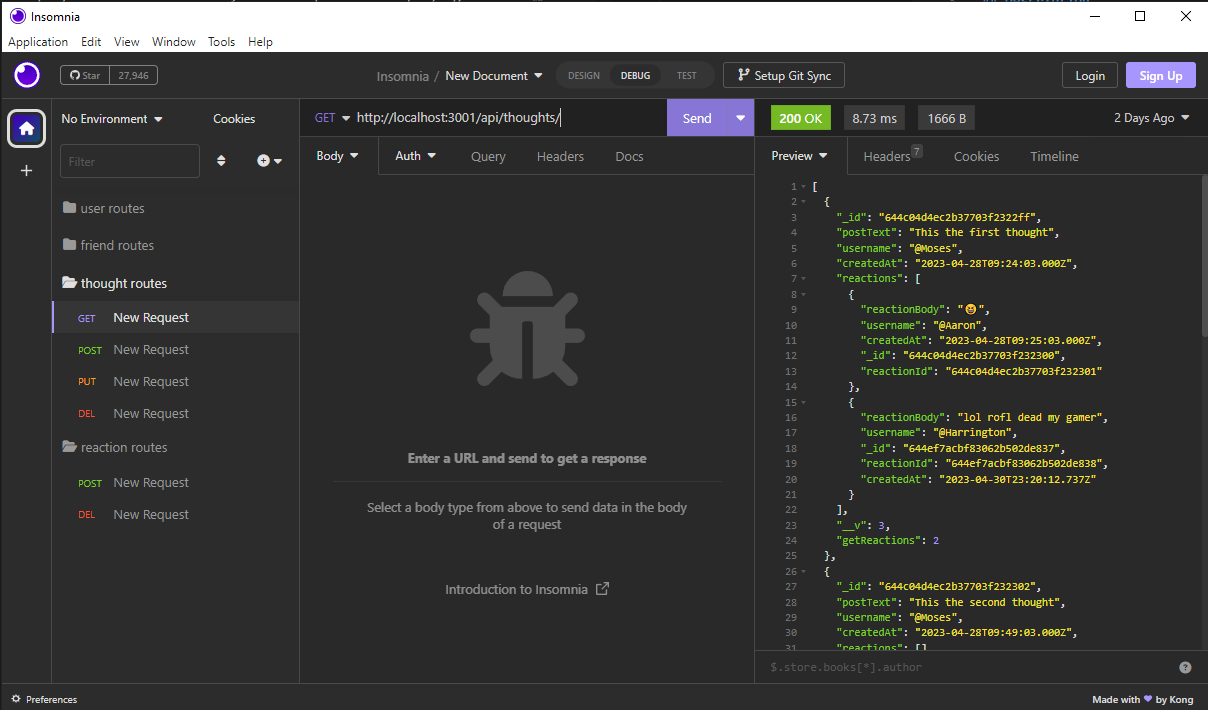 Insomnia
Application Edit View Window Tools Help
Star 27,946
Insomnia / New Document
DESIGN DEBUG TEST
Setup Git Sync
Login
Sign Up
No Environment
Cookies
Filter
user routes
friend routes
thought routes
GET New Request
POST New Request
PUT New Request
DEL New Request
reaction routes
POST New Request
DEL New Request
GET http://localhost:3001/api/thoughts/
Send
Body Auth Query Headers Docs
Enter a URL and send to get a response
Select a body type from above to send data in the body
of a request
Introduction to Insomnia
200 OK 8.73 ms 1666 B 2 Days Ago
Preview Headers 7 Cookies Timeline
1 [
2 {
3 "_id": "644c04d4ec2b37703f2322ff",
4 "postText": "This the first thought",
5 "username": "@Moses",
6 "createdAt": "2023-04-28T09:24:03.000Z",
7 "reactions": [
8 {
9 "reactionBody": "😆",
10 "username": "@Aaron",
11 "createdAt": "2023-04-28T09:25:03.000Z",
12 "_id": "644c04d4ec2b37703f232300",
13 "reactionId": "644c04d4ec2b37703f232301"
14 },
15 {
16 "reactionBody": "lol rofl dead my gamer",
17 "username": "@Harrington",
18 "_id": "644ef7acbf83062b502de837",
19 "reactionId": "644ef7acbf83062b502de838",
20 "createdAt": "2023-04-30T23:20:12.737Z"
21 }
22 ],
23 "__v": 3,
24 "getReactions": 2
25 },
26 {
27 "_id": "644c04d4ec2b37703f232302",
28 "postText": "This the second thought",
29 "username": "@Moses",
30 "createdAt": "2023-04-28T09:49:03.000Z",
31 "reactions": []
$.store.books[*].author
?
Preferences
Made with 💜 by Kong